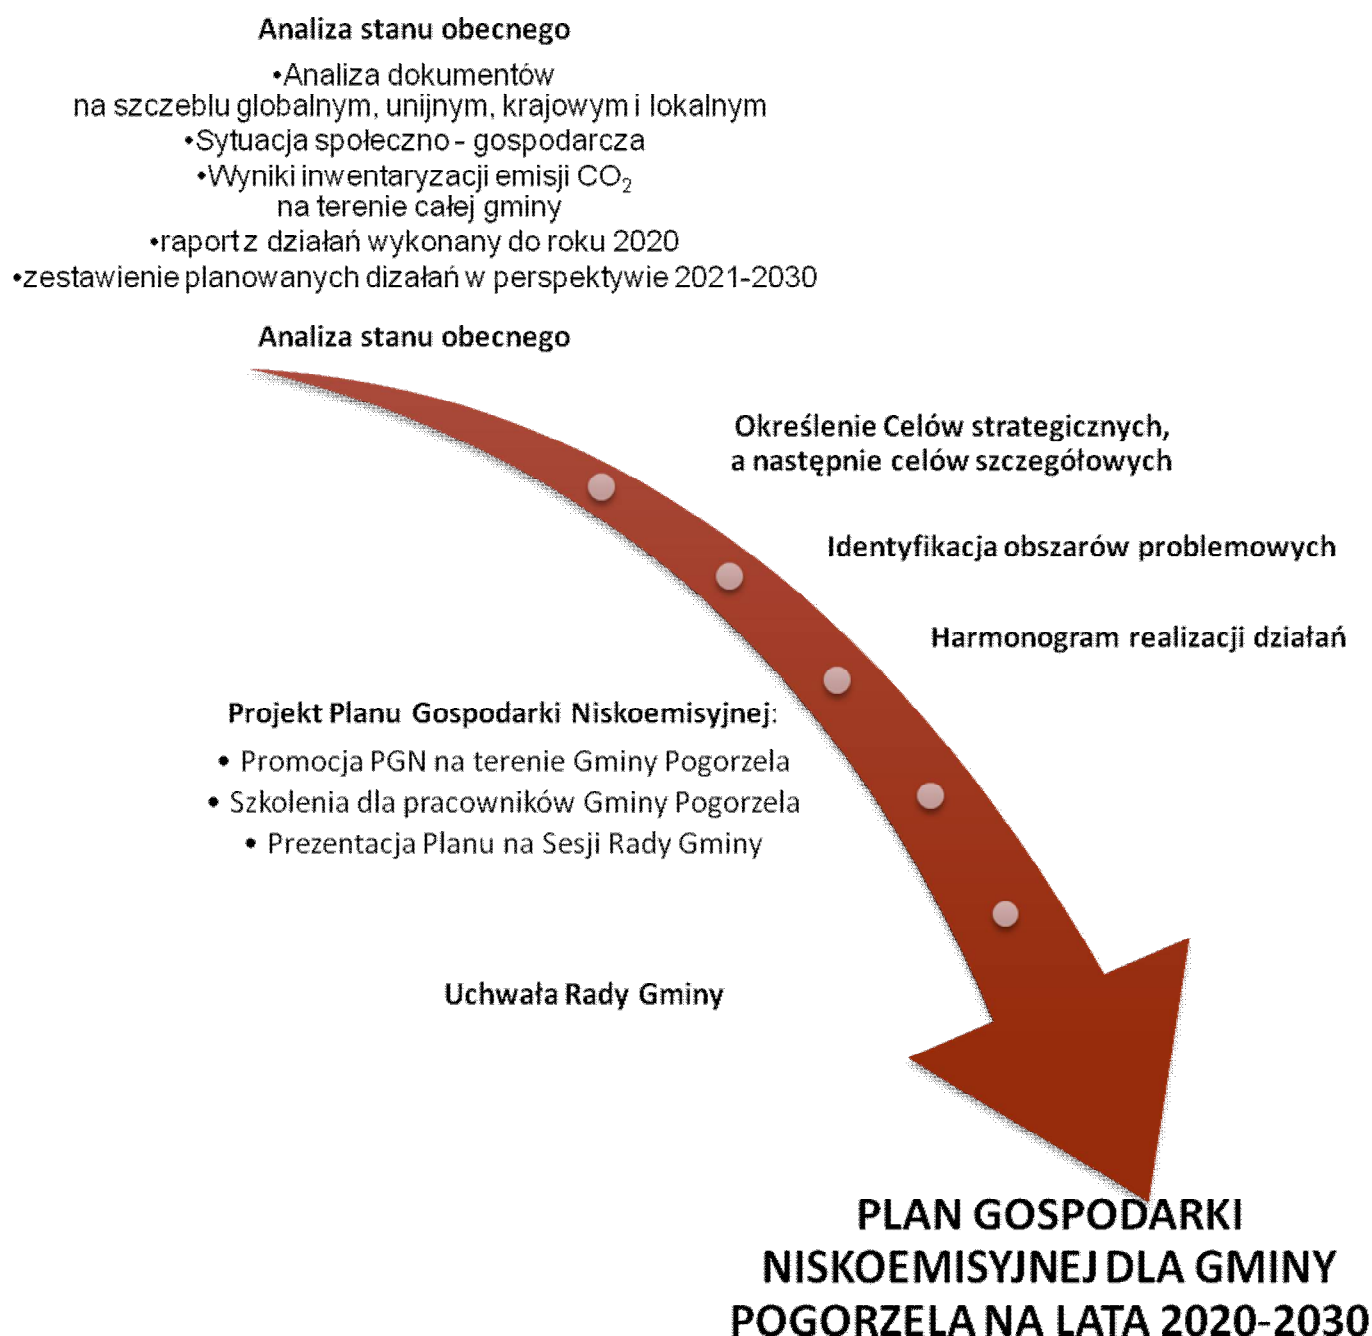 Analiza stanu obecnego
•Analiza dokumentów
na szczeblu globalnym, unijnym, krajowym i lokalnym
•Sytuacja społeczno - gospodarcza
•Wyniki inwentaryzacji emisji CO₂
na terenie całej gminy
•raport z działań wykonany do roku 2020
•zestawienie planowanych dizałań w perspektywie 2021-2030
Analiza stanu obecnego
Określenie Celów strategicznych,
a następnie celów szczegółowych
Identyfikacja obszarów problemowych
Harmonogram realizacji działań
Projekt Planu Gospodarki Niskoemisyjnej:
• Promocja PGN na terenie Gminy Pogorzela
• Szkolenia dla pracowników Gminy Pogorzela
• Prezentacja Planu na Sesji Rady Gminy
Uchwała Rady Gminy
PLAN GOSPODARKI
NISKOEMISYJNEJ DLA GMINY
POGORZELA NA LATA 2020-2030